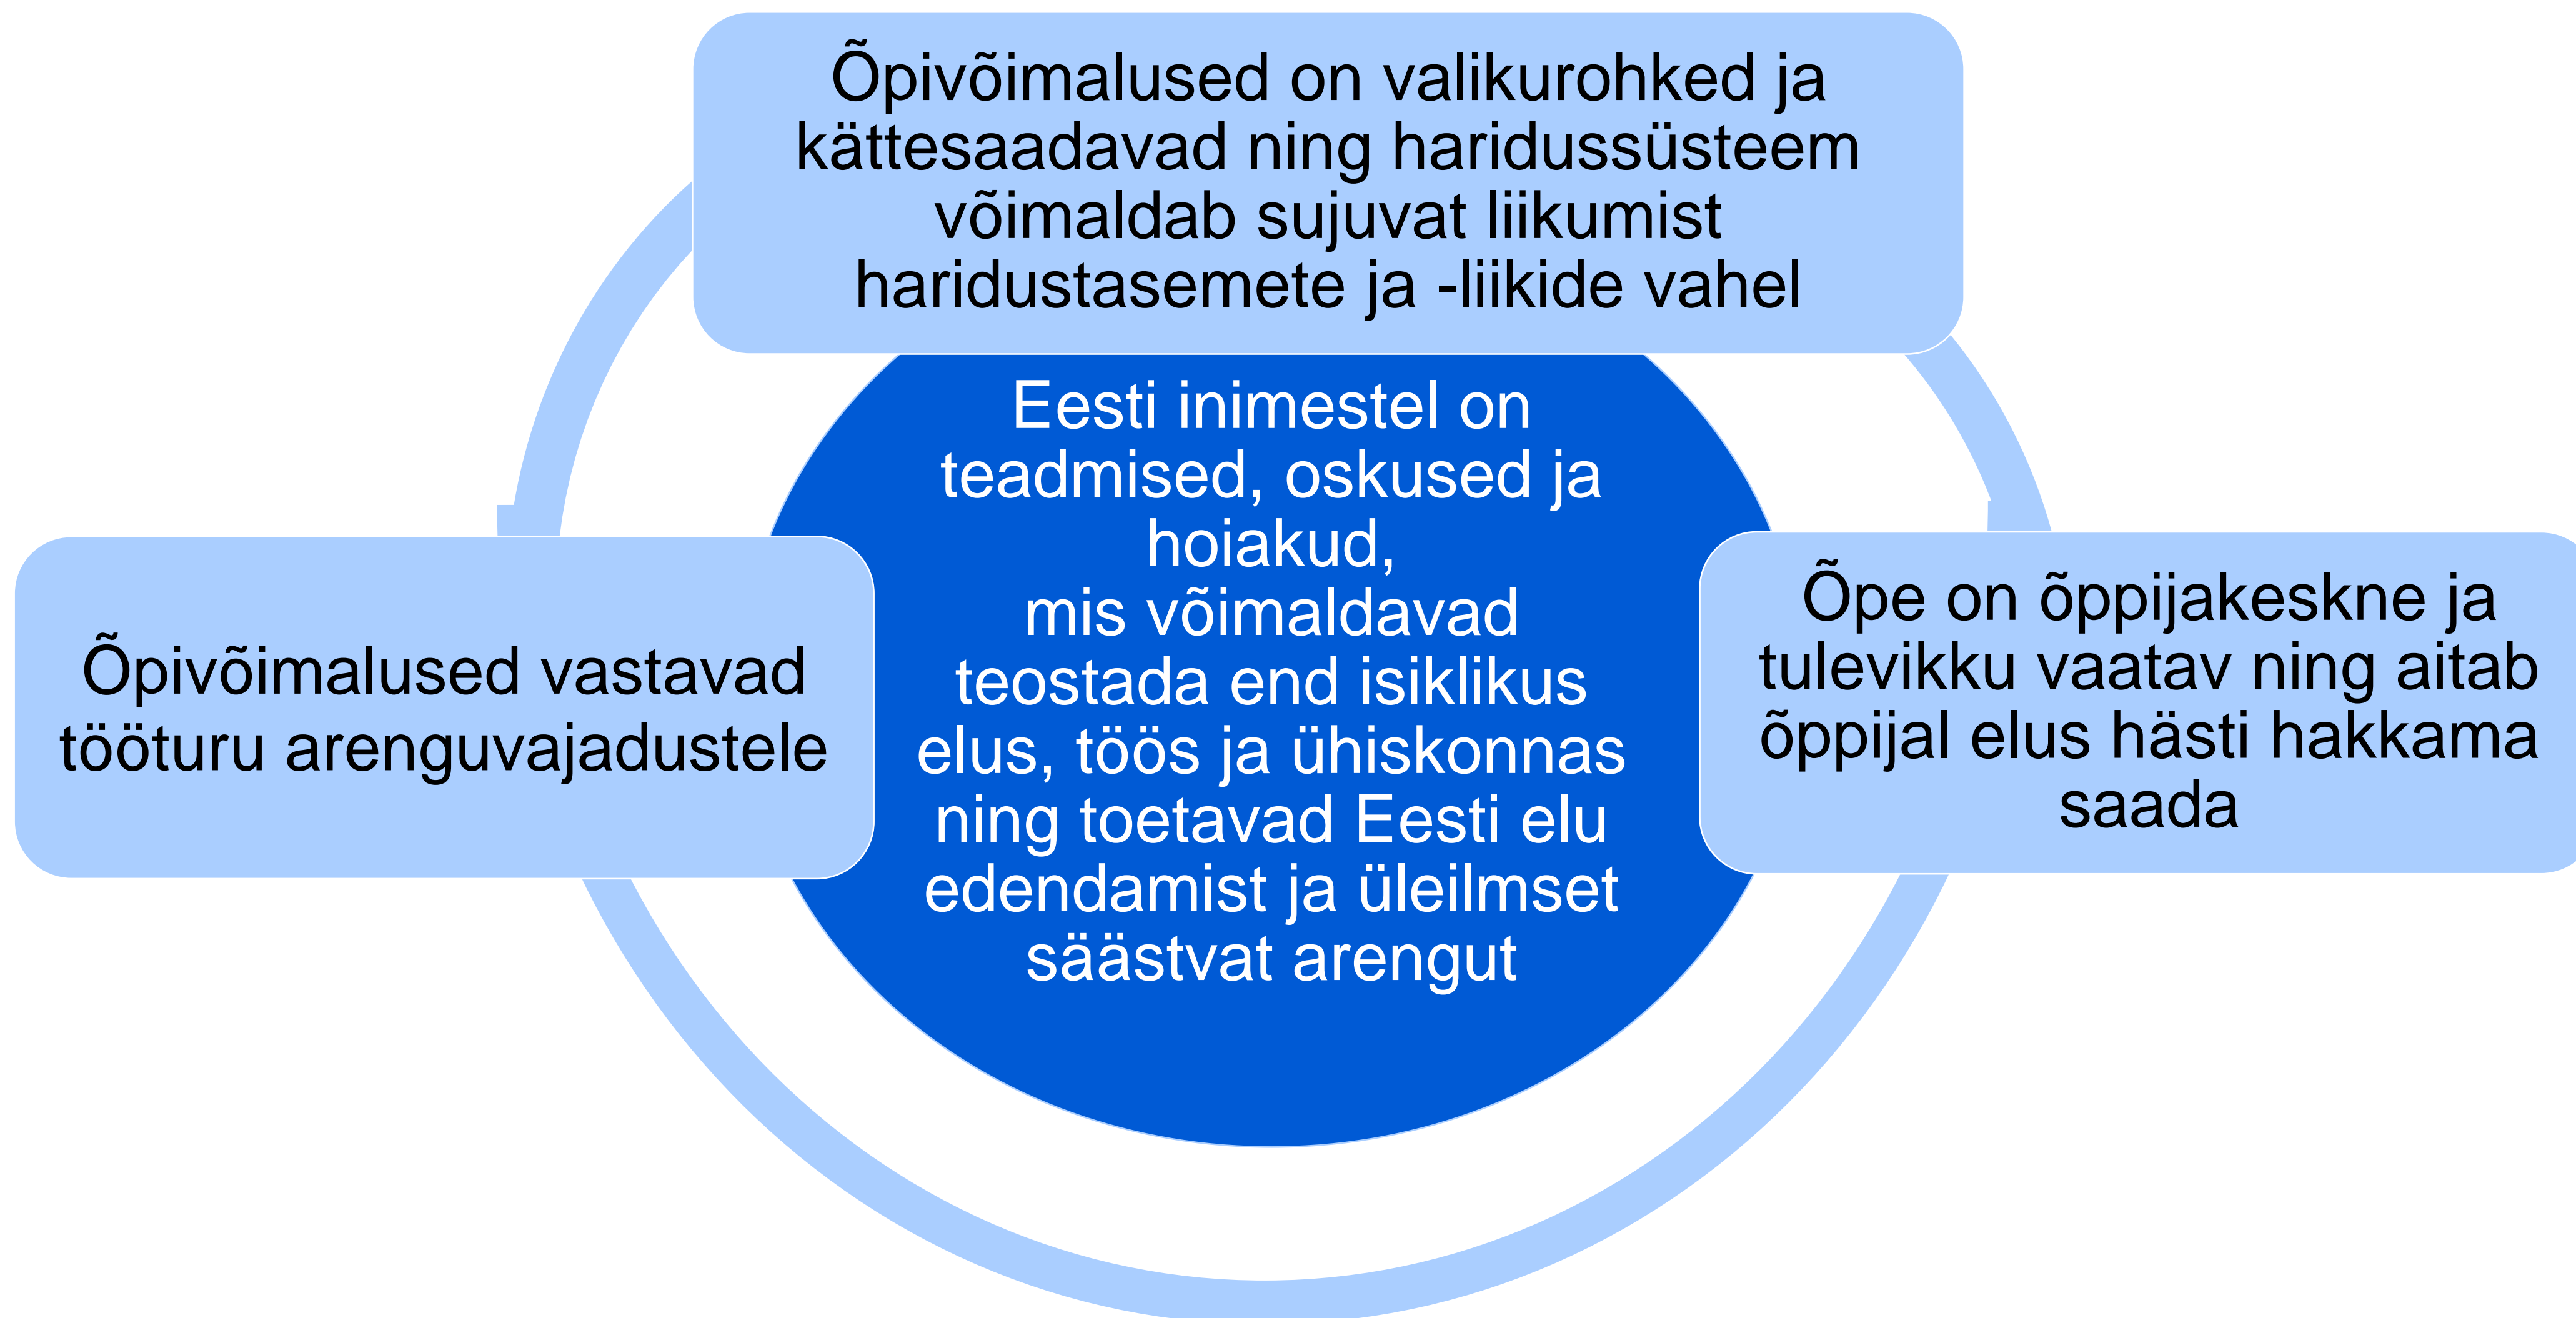 Õpivõimalused on valikurohked ja
kättesaadavad ning haridussüsteem
võimaldab sujuvat liikumist
haridustasemete ja -liikide vahel
Eesti inimestel on
teadmised, oskused ja
hoiakud,
mis võimaldavad
teostada end isiklikus
elus, töös ja ühiskonnas
ning toetavad Eesti elu
edendamist ja üleilmset
säästvat arengut
Õpivõimalused vastavad
tööturu arenguvajadustele
Õpe on õppijakeskne ja
tulevikku vaatav ning aitab
õppijal elus hästi hakkama
saada